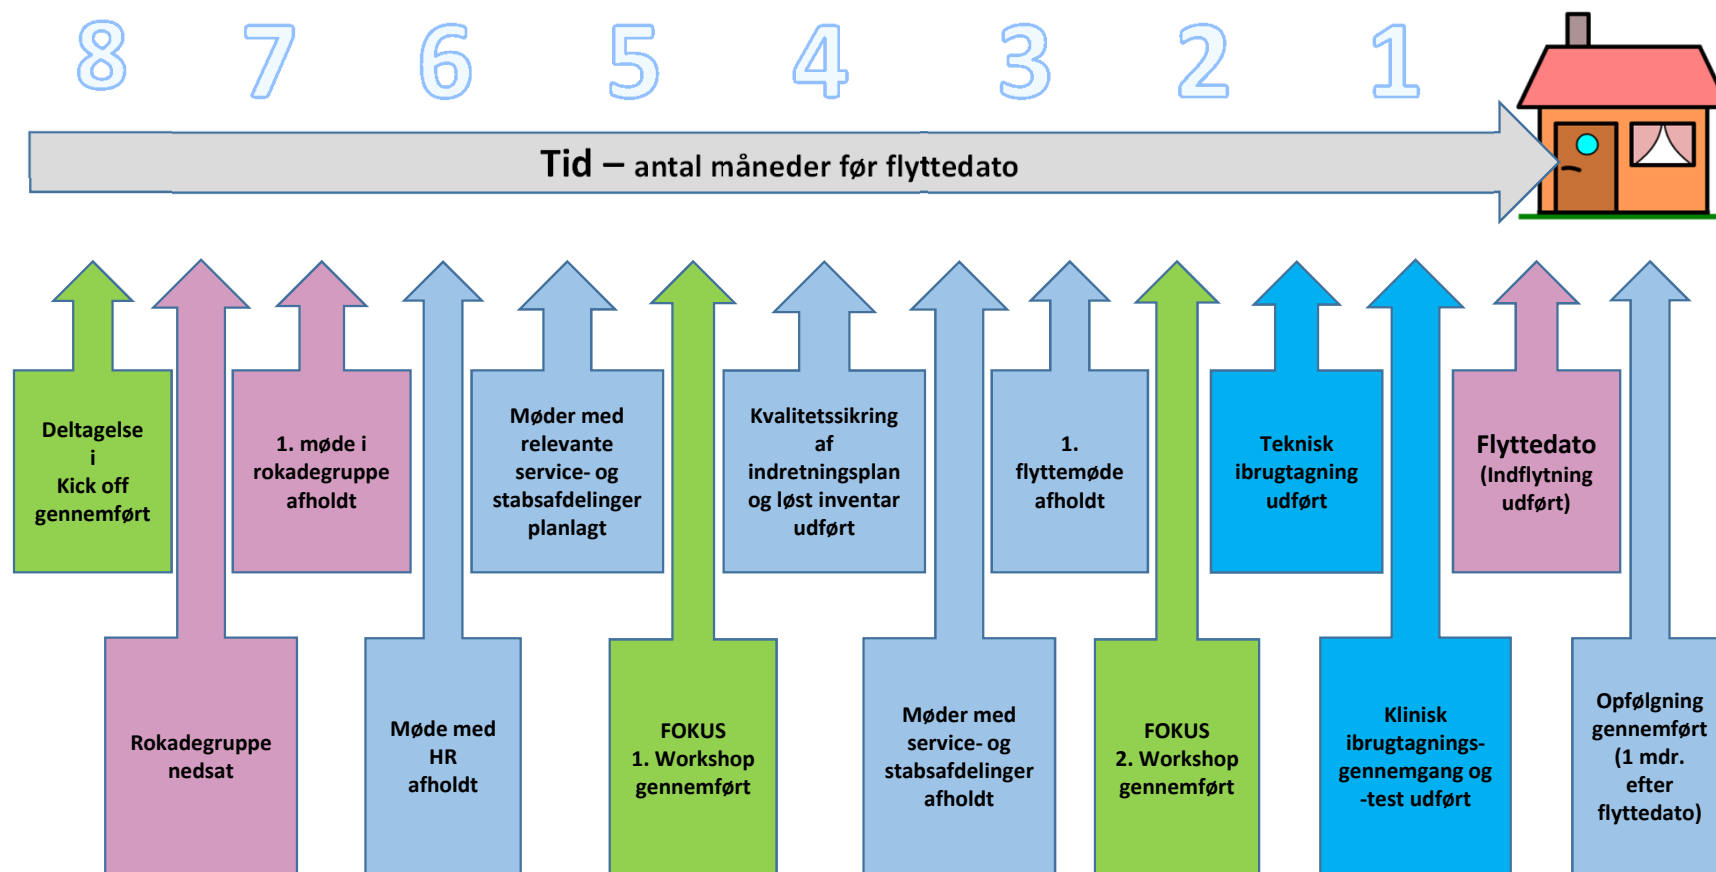 8 7 6 5 4 3 2 1
Tid – antal måneder før flyttedato
Deltagelse
i
Kick off
gennemført
1. møde i
rokadegruppe
afholdt
Møder med
relevante
service- og
stabsafdelinger
planlagt
Kvalitetssikring
af
indretningsplan
og løst inventar
udført
1.
flyttemøde
afholdt
Teknisk
ibrugtagning
udført
Flyttedato
(Indflytning
udført)
Rokadegruppe
nedsat
Møde med
HR
afholdt
FOKUS
1. Workshop
gennemført
Møder med
service- og
stabsafdelinger
afholdt
FOKUS
2. Workshop
gennemført
Klinisk
ibrugtagnings-
gennemgang og
-test udført
Opfølgning
gennemført
(1 mdr.
efter
flyttedato)